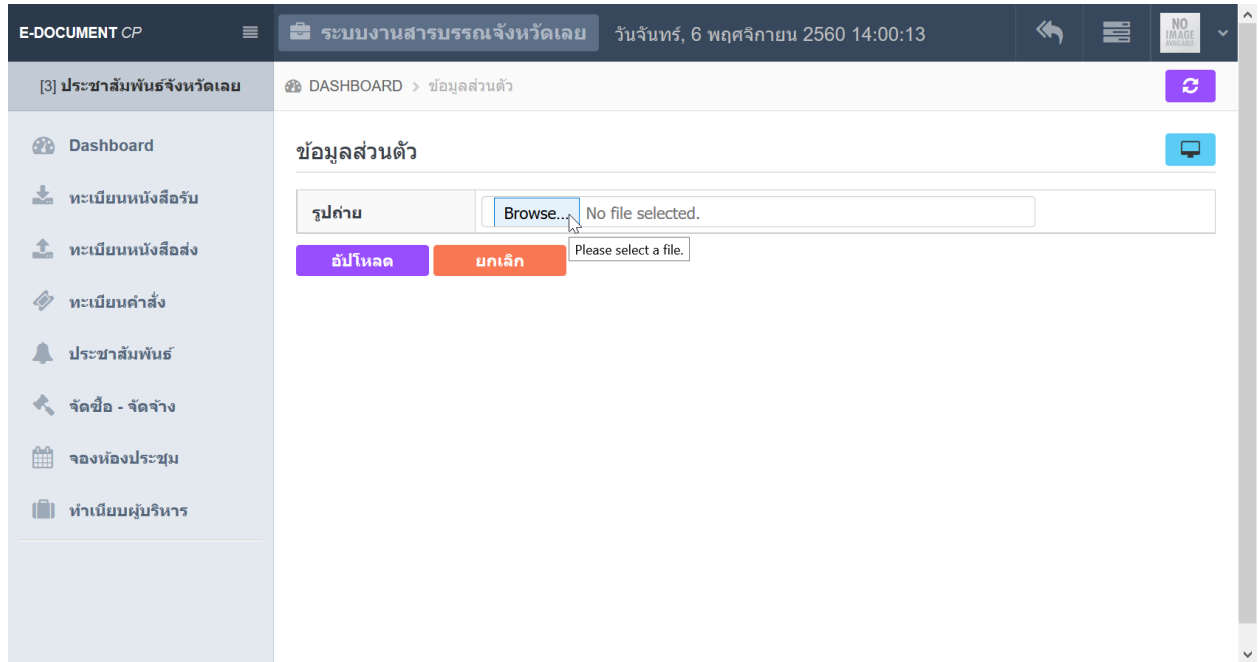 E-DOCUMENT CP
ระบบงานสารบรรณจังหวัดเลย
วันจันทร์, 6 พฤศจิกายน 2560 14:00:13
NO IMAGE AVAILABLE
[3] ประชาสัมพันธ์จังหวัดเลย
DASHBOARD > ข้อมูลส่วนตัว
Dashboard
ทะเบียนหนังสือรับ
ทะเบียนหนังสือส่ง
ทะเบียนคำสั่ง
ประชาสัมพันธ์
จัดซื้อ - จัดจ้าง
จองห้องประชุม
ทำเนียบผู้บริหาร
ข้อมูลส่วนตัว
รูปถ่าย
Browse... No file selected.
Please select a file.
อัปโหลด
ยกเลิก